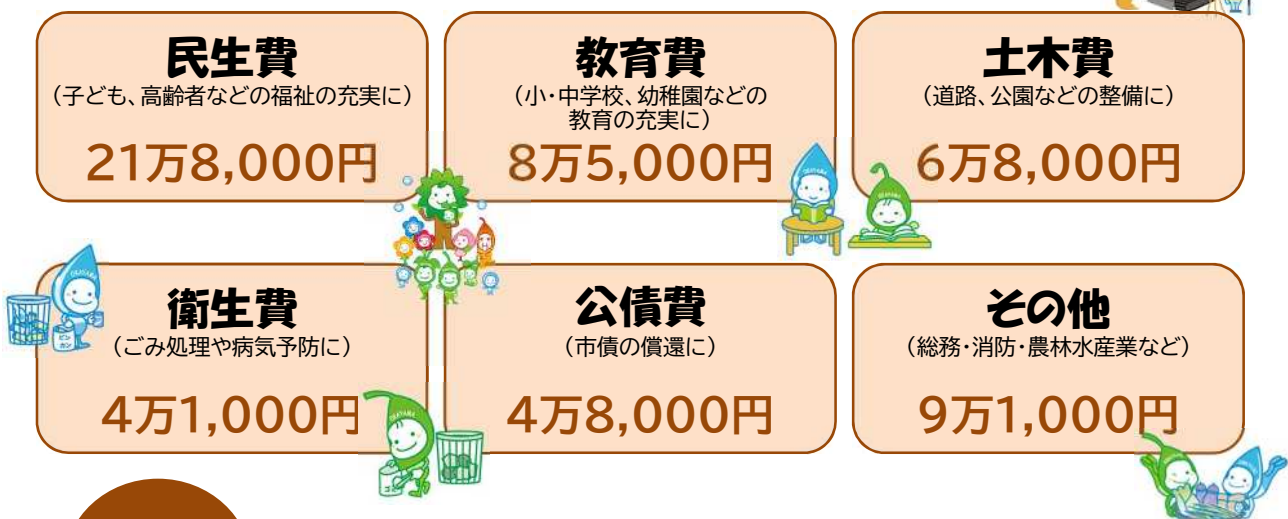 民生費
(子ども、高齢者などの福祉の充実に)
21万8,000円
教育費
(小・中学校、幼稚園などの
教育の充実に)
8万5,000円
土木費
(道路、公園などの整備に)
6万8,000円
衛生費
(ごみ処理や病気予防に)
4万1,000円
公債費
(市債の償還に)
4万8,000円
その他
(総務・消防・農林水産業など)
9万1,000円